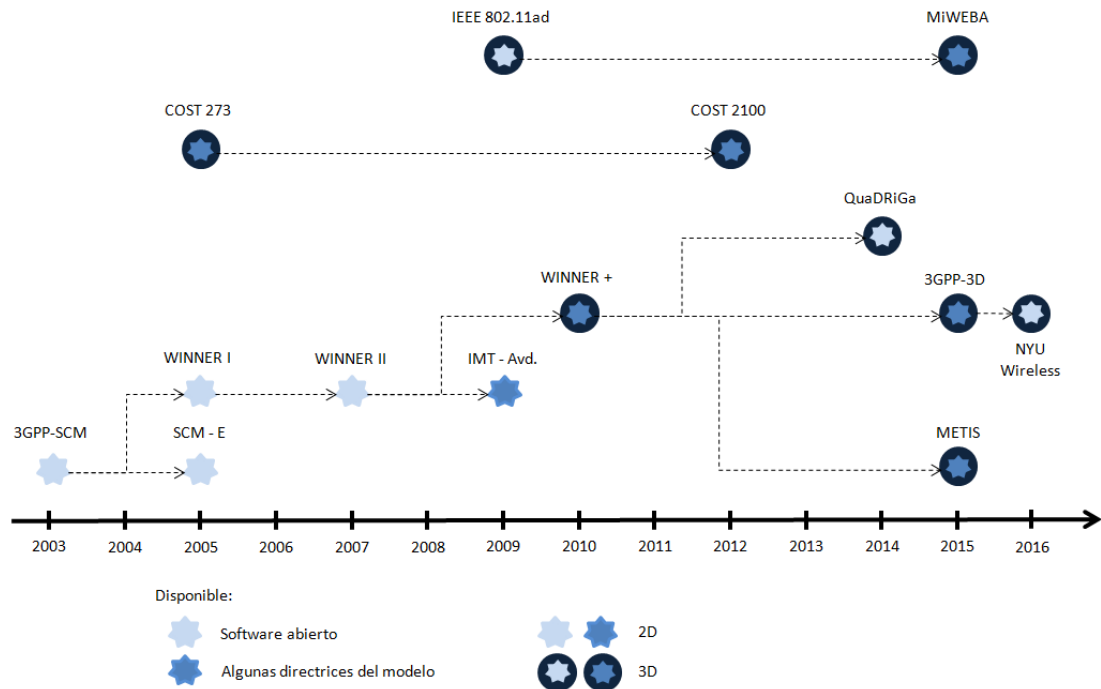 IEEE 802.11ad
MiWEBA
COST 273
COST 2100
QuaDRiGa
WINNER +
3GPP-3D
NYU
Wireless
WINNER I
WINNER II
IMT - Avd.
3GPP-SCM
SCM - E
METIS
2003 2004 2005 2006 2007 2008 2009 2010 2011 2012 2013 2014 2015 2016
Disponible:
Software abierto
2D
Algunas directrices del modelo
3D